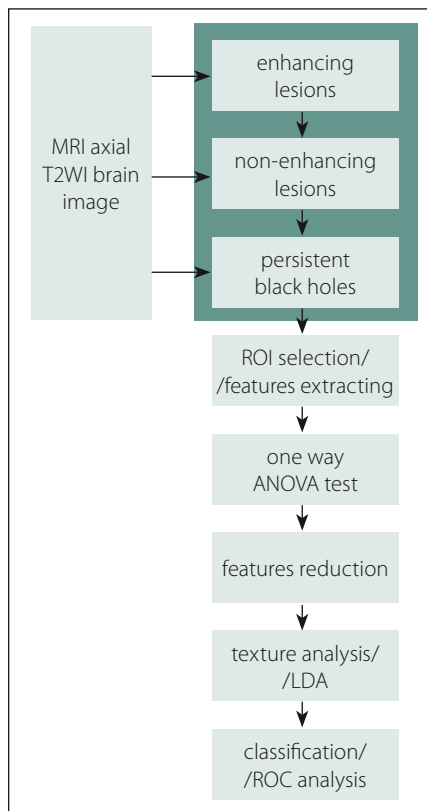 MRI axial
T2WI brain
image
enhancing
lesions
non-enhancing
lesions
persistent
black holes
ROI selection/
/features extracting
one way
ANOVA test
features reduction
texture analysis/
/LDA
classification/
/ROC analysis